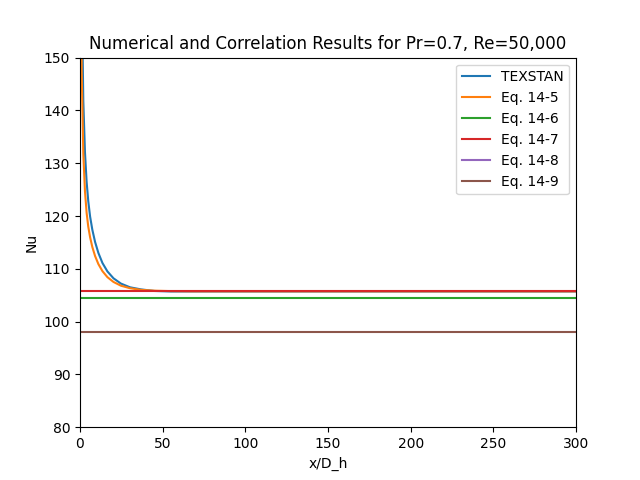 Numerical and Correlation Results for Pr=0.7, Re=50,000
150
140
130
120
110
100
90
80
Nu
TEXSTAN
Eq. 14-5
Eq. 14-6
Eq. 14-7
Eq. 14-8
Eq. 14-9
0 50 100 150 200 250 300
x/D_h